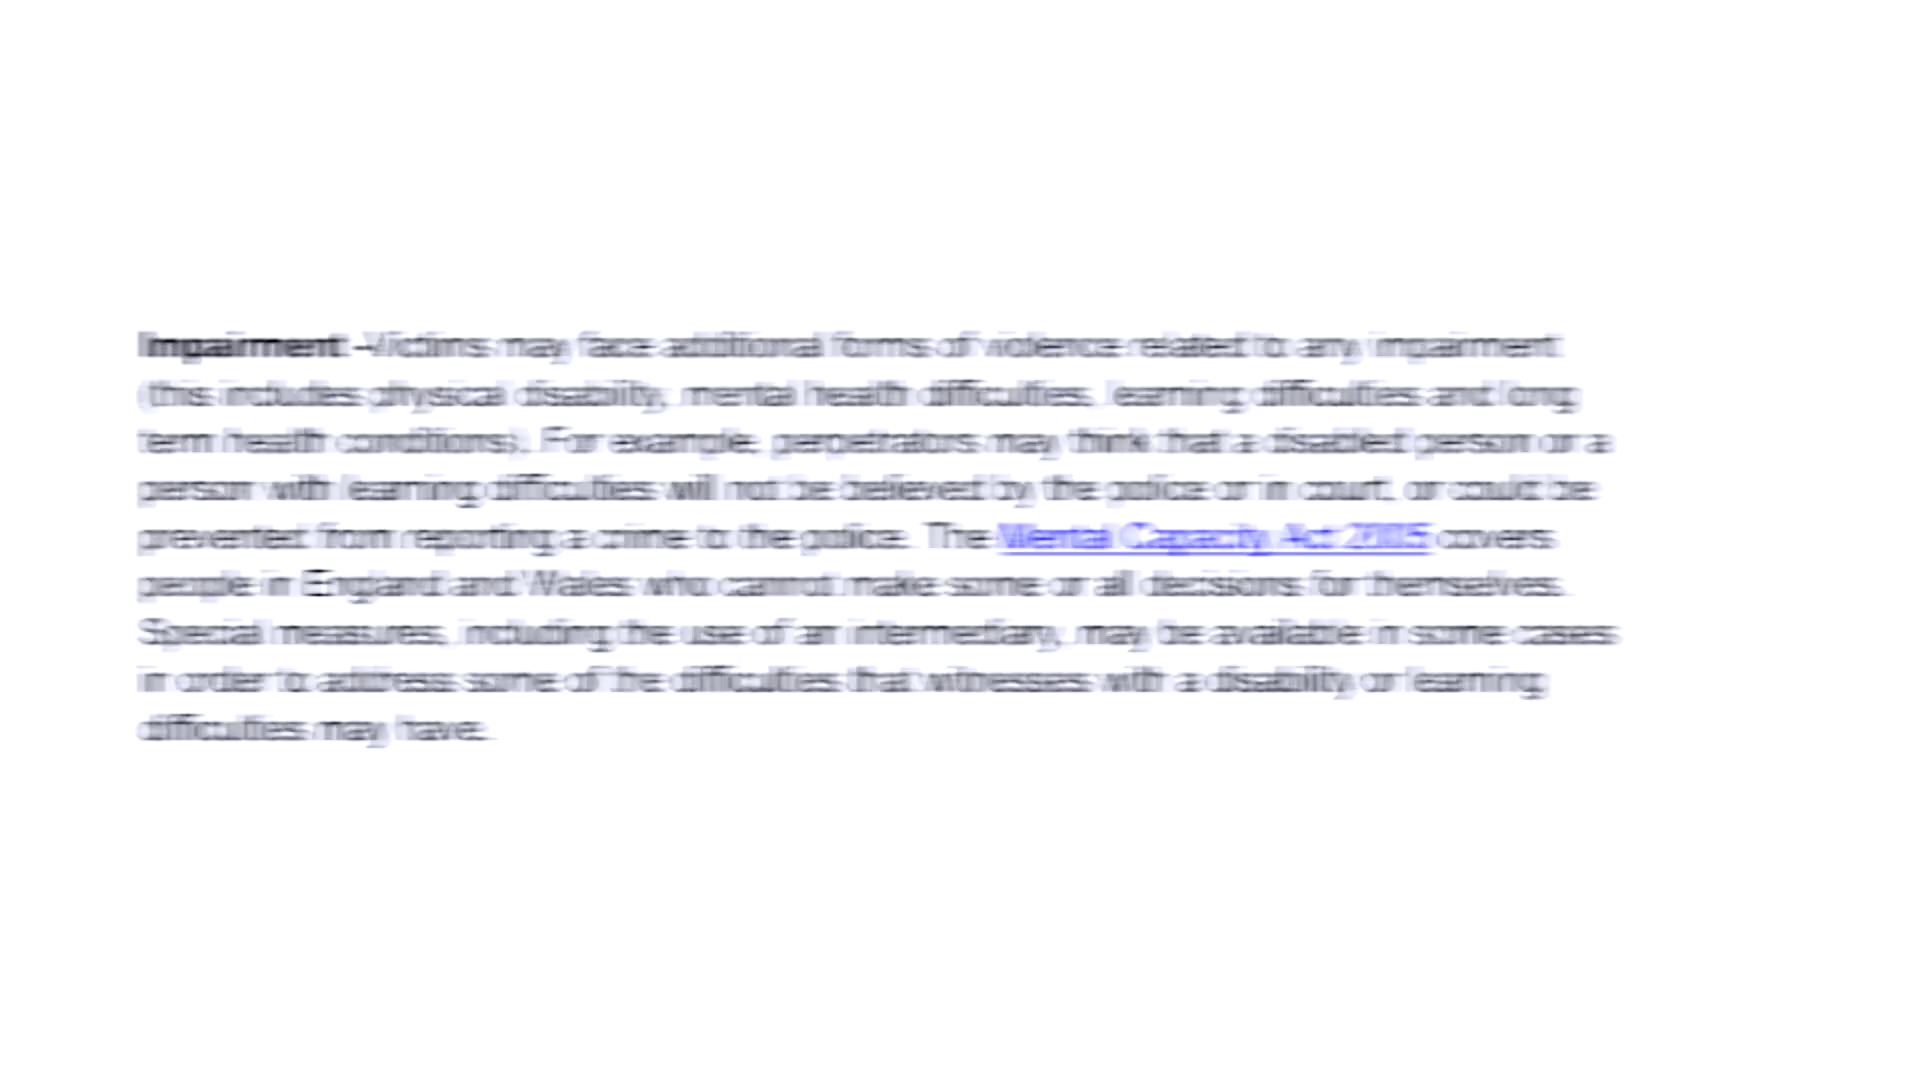 Impairment - Victims may face additional forms of violence related to any impairment
(this includes physical disability, mental health difficulties, learning difficulties and long
term health conditions). For example, perpetrators may think that a disabled person or a
person with learning difficulties will not be believed by the police or in court, or could be
prevented from reporting a crime to the police. The Mental Capacity Act 2005 covers
people in England and Wales who cannot make some or all decisions for themselves.
Special measures, including the use of an intermediary, may be available in some cases
in order to address some of the difficulties that witnesses with a disability or learning
difficulties may have.